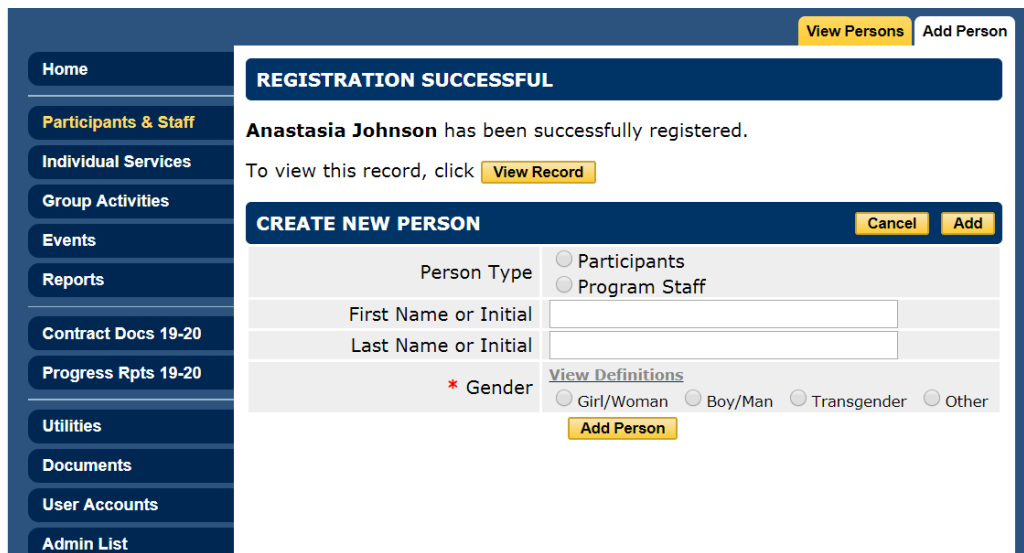 View Persons Add Person
Home
Participants & Staff
Individual Services
Group Activities
Events
Reports
Contract Docs 19-20
Progress Rpts 19-20
Utilities
Documents
User Accounts
Admin List
REGISTRATION SUCCESSFUL
Anastasia Johnson has been successfully registered.
To view this record, click View Record
CREATE NEW PERSON Cancel Add
Person Type Participants
Program Staff
First Name or Initial
Last Name or Initial
View Definitions
* Gender Girl/Woman Boy/Man Transgender Other
Add Person